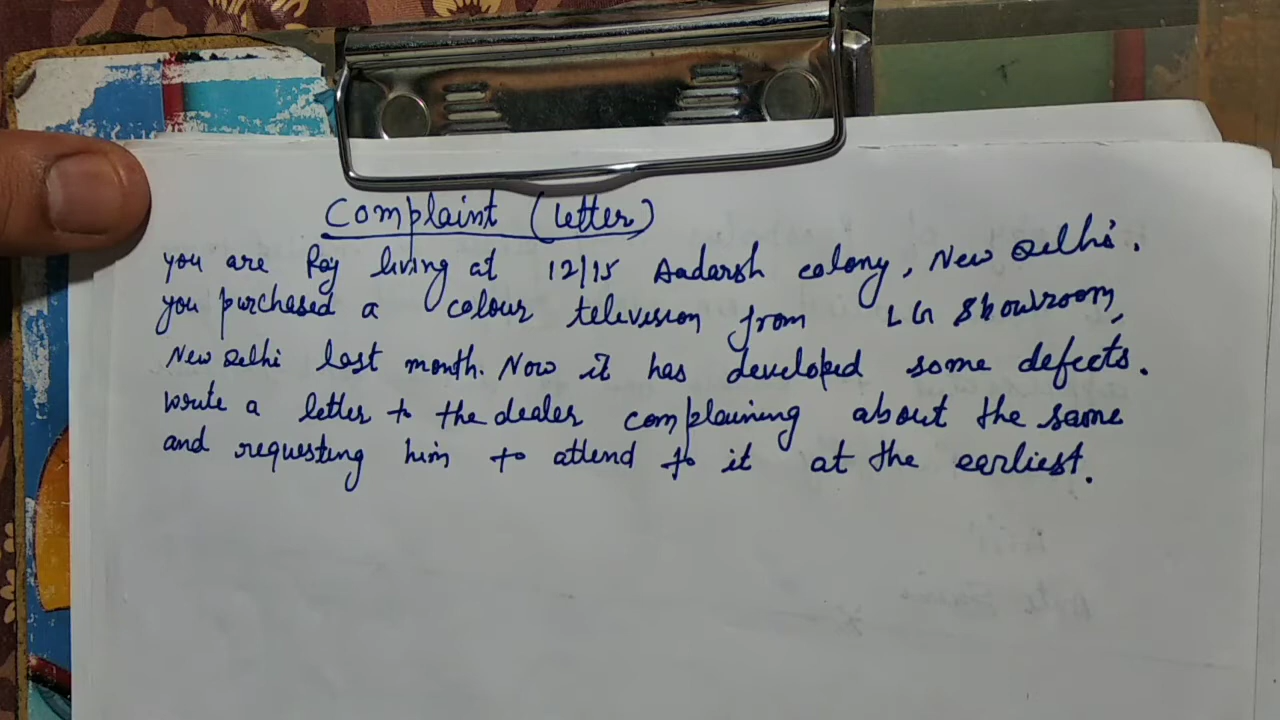 Complaint (Letter)
you are Raj living at 12/15 Aadarsh colony, New Delhi.
you purchased a colour television from LG Showroom,
New Delhi last month. Now it has developed some defects.
write a letter to the dealer complaining about the same
and requesting him to attend to it at the earliest.